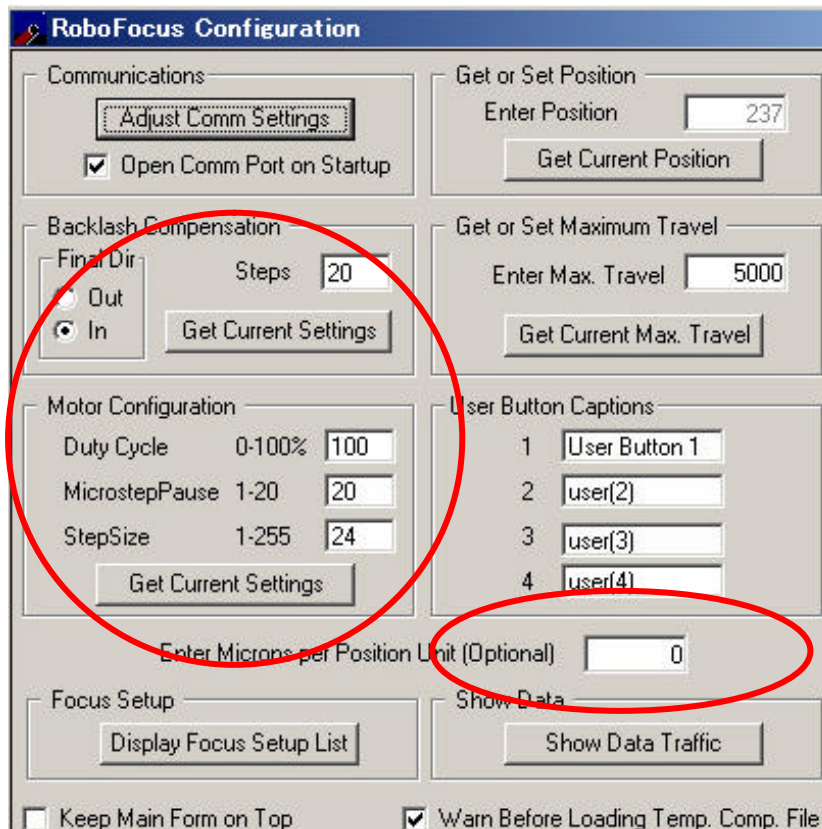 RoboFocus Configuration
Communications
Adjust Comm Settings
Open Comm Port on Startup
Get or Set Position
Enter Position 237
Get Current Position
Backlash Compensation
Final Dir
Out
In
Steps 20
Get Current Settings
Get or Set Maximum Travel
Enter Max. Travel 5000
Get Current Max. Travel
Motor Configuration
Duty Cycle 0-100% 100
MicrostepPause 1-20 20
StepSize 1-255 24
Get Current Settings
User Button Captions
1 User Button 1
2 user(2)
3 user(3)
4 user(4)
Enter Microns per Position Unit (Optional) 0
Focus Setup
Display Focus Setup List
Show Data
Show Data Traffic
Keep Main Form on Top
Warn Before Loading Temp. Comp. File